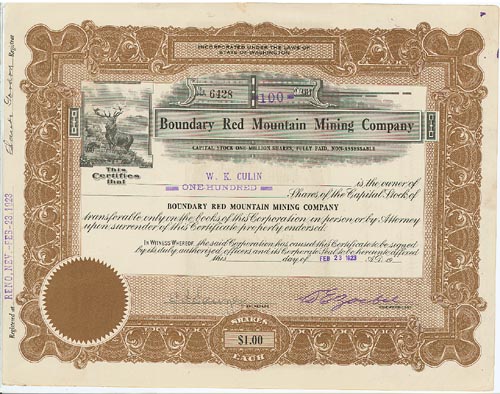 INCORPORATED UNDER THE LAWS OF
STATE OF WASHINGTON
6428
100
Boundary Red Mountain Mining Company
CAPITAL STOCK ONE MILLION SHARES, FULLY PAID, NON-ASSESSABLE
This
Certifies
that
W. K. CULIN
is the owner of
ONE HUNDRED
Shares of the Capital Stock of
BOUNDARY RED MOUNTAIN MINING COMPANY
transferable only on the books of this Corporation in person or by Attorney
upon surrender of this Certificate properly endorsed.
IN WITNESS WHEREOF the said Corporation has caused this Certificate to be signed
by its duly authorized officers and its Corporate Seal to be hereunto affixed
this day of FEB 23 1923 A.D. 19
SHARES
$1.00
EACH
Registered at RENO, NEV. FEB 23 1923 Registrar